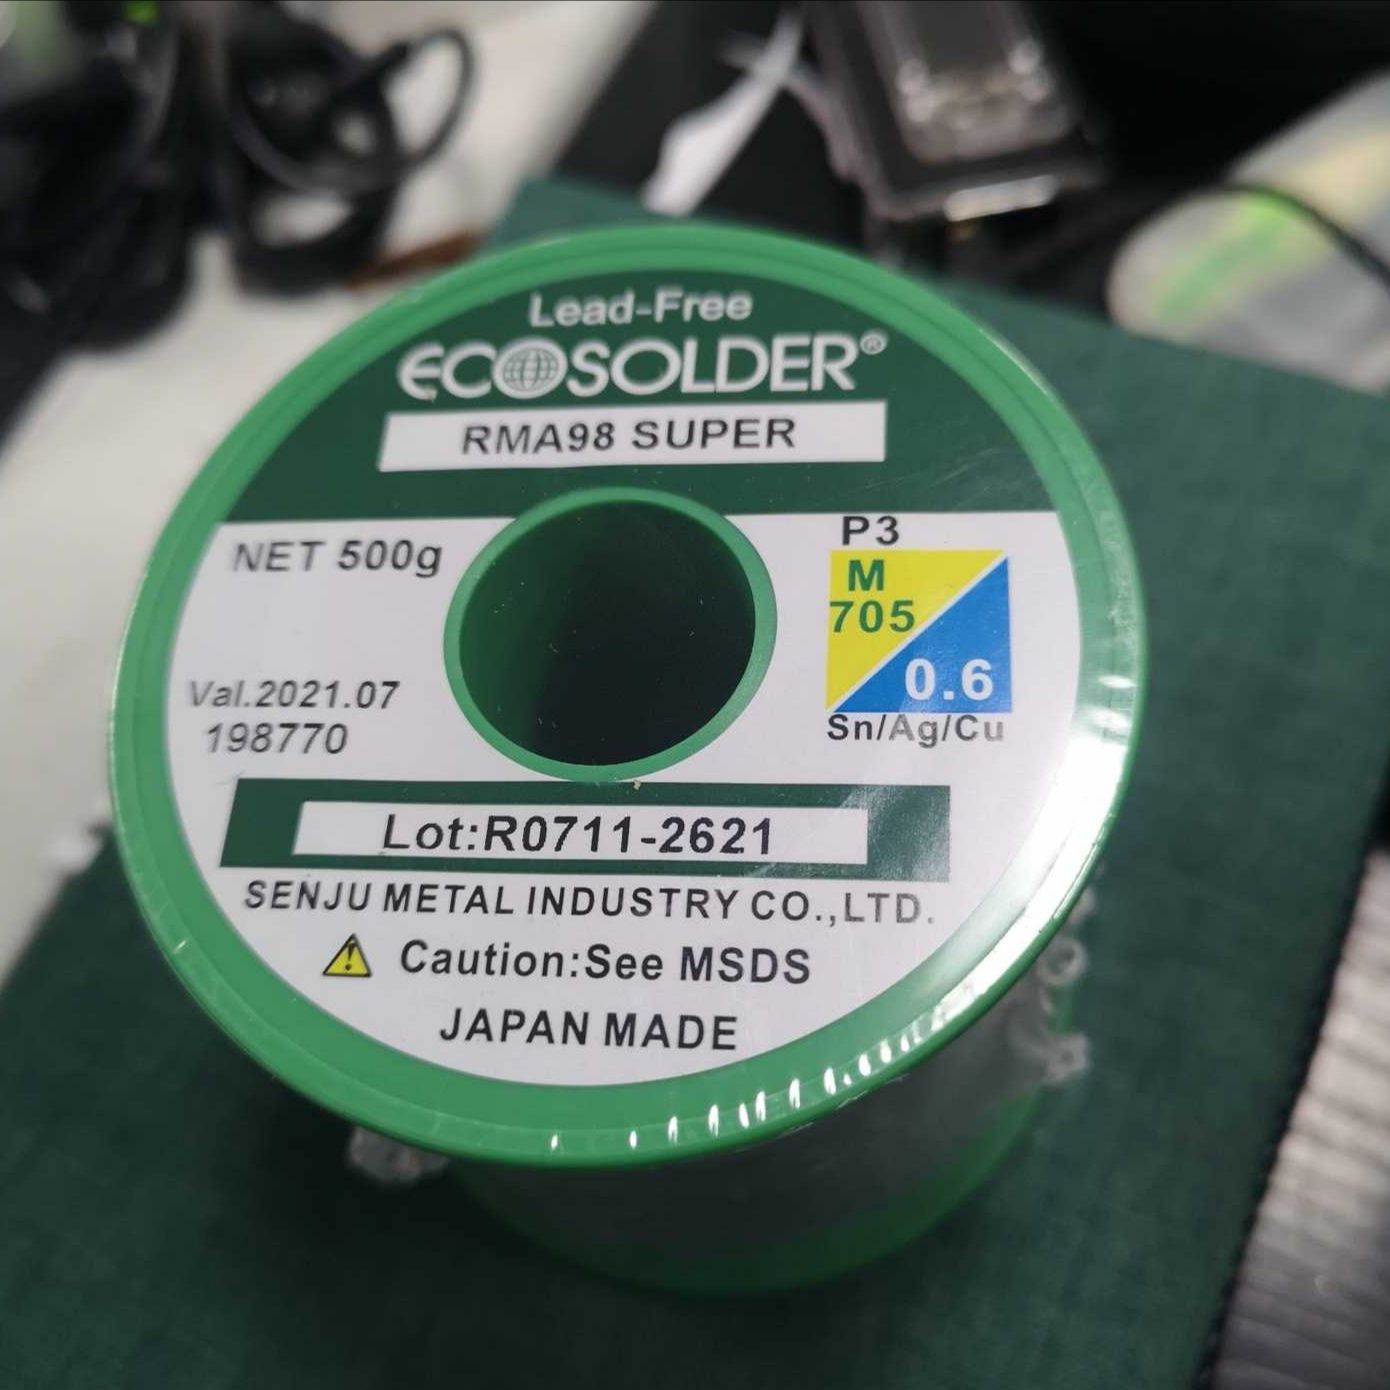 Lead-Free
ECOSOLDER®
RMA98 SUPER
NET 500g
P3
M
705
0.6
Sn/Ag/Cu
Val.2021.07
198770
Lot:R0711-2621
SENJU METAL INDUSTRY CO.,LTD.
Caution:See MSDS
JAPAN MADE